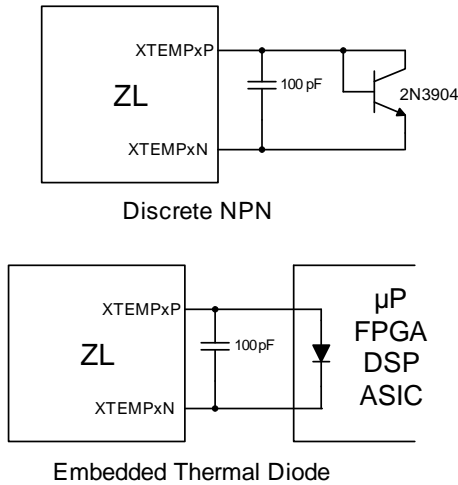 XTEMPxP
100 pF
ZL
2N3904
XTEMPxN
Discrete NPN
XTEMPxP
µP
FPGA
DSP
ASIC
100pF
ZL
XTEMPxN
Embedded Thermal Diode